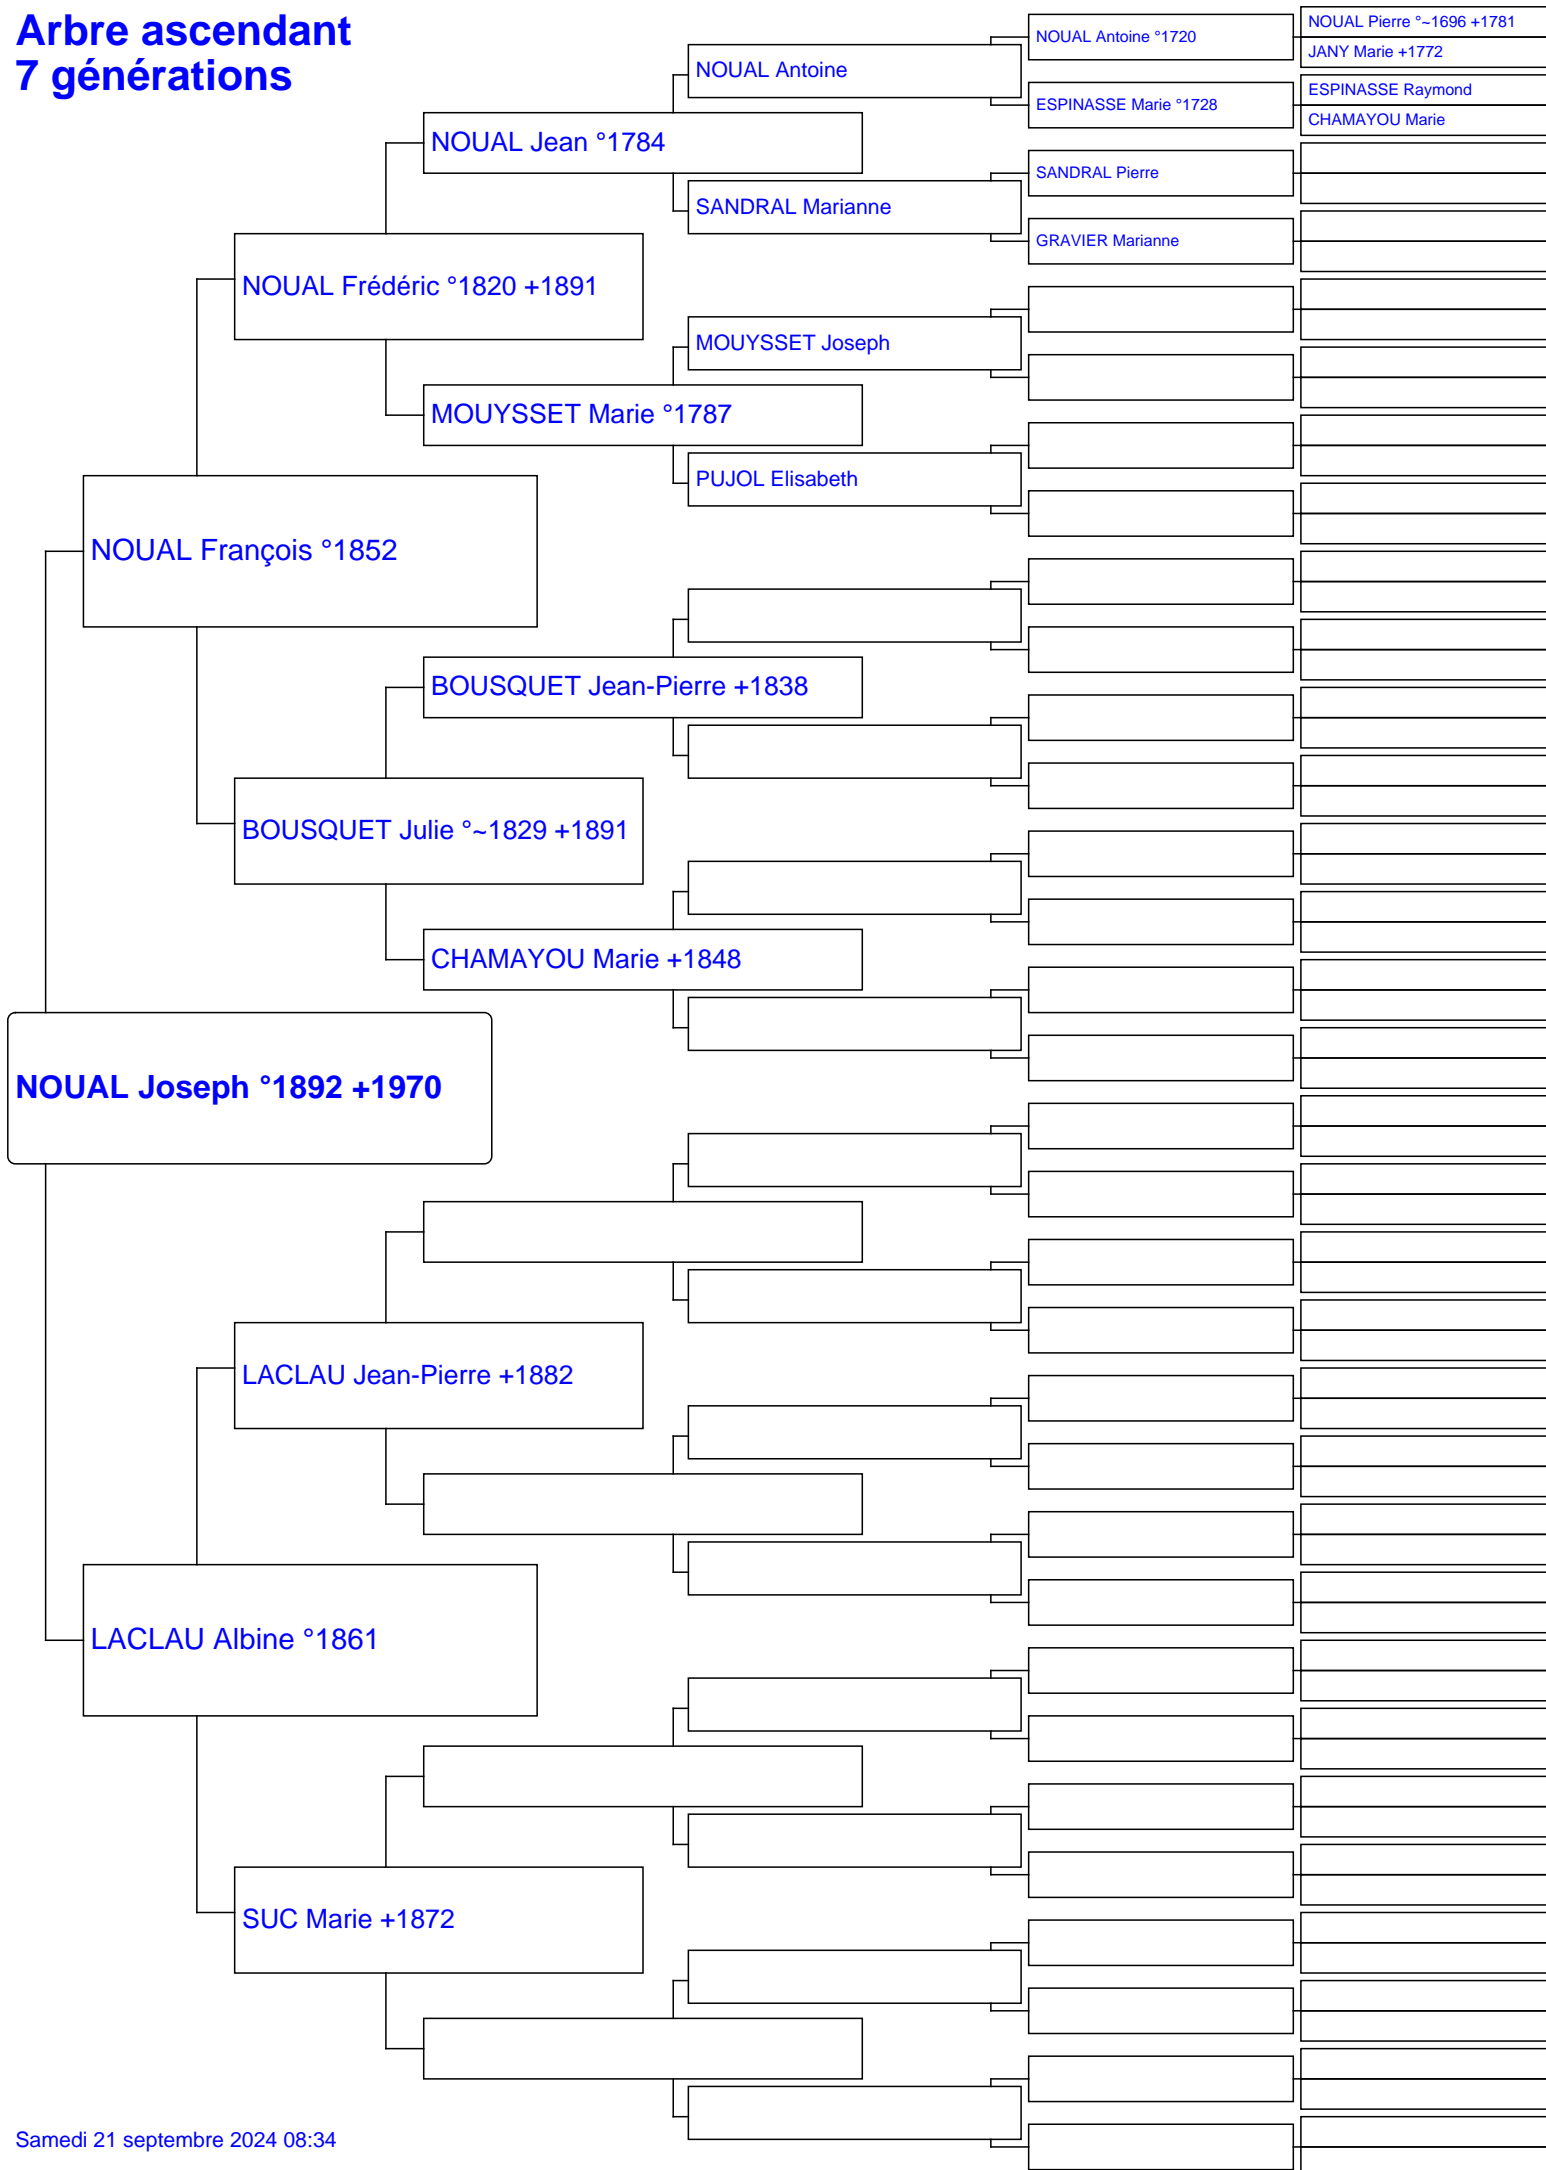 Arbre ascendant
7 générations
NOUAL Pierre °~1696 +1781
JANY Marie +1772
NOUAL Antoine °1720
ESPINASSE Raymond
CHAMAYOU Marie
ESPINASSE Marie °1728
NOUAL Antoine
NOUAL Jean °1784
SANDRAL Pierre
SANDRAL Marianne
GRAVIER Marianne
NOUAL Frédéric °1820 +1891
MOUYSSET Joseph
MOUYSSET Marie °1787
PUJOL Elisabeth
NOUAL François °1852
BOUSQUET Jean-Pierre +1838
BOUSQUET Julie °~1829 +1891
CHAMAYOU Marie +1848
NOUAL Joseph °1892 +1970
LACLAU Jean-Pierre +1882
LACLAU Albine °1861
SUC Marie +1872
Samedi 21 septembre 2024 08:34